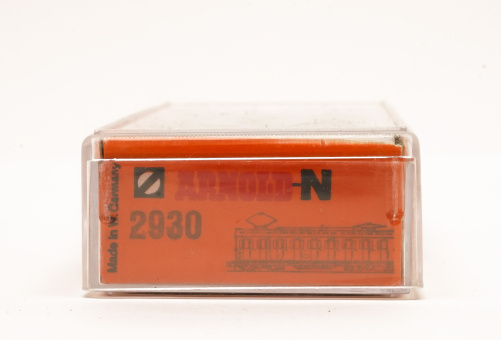 ARNOLD-N
2930
Made in W. Germany